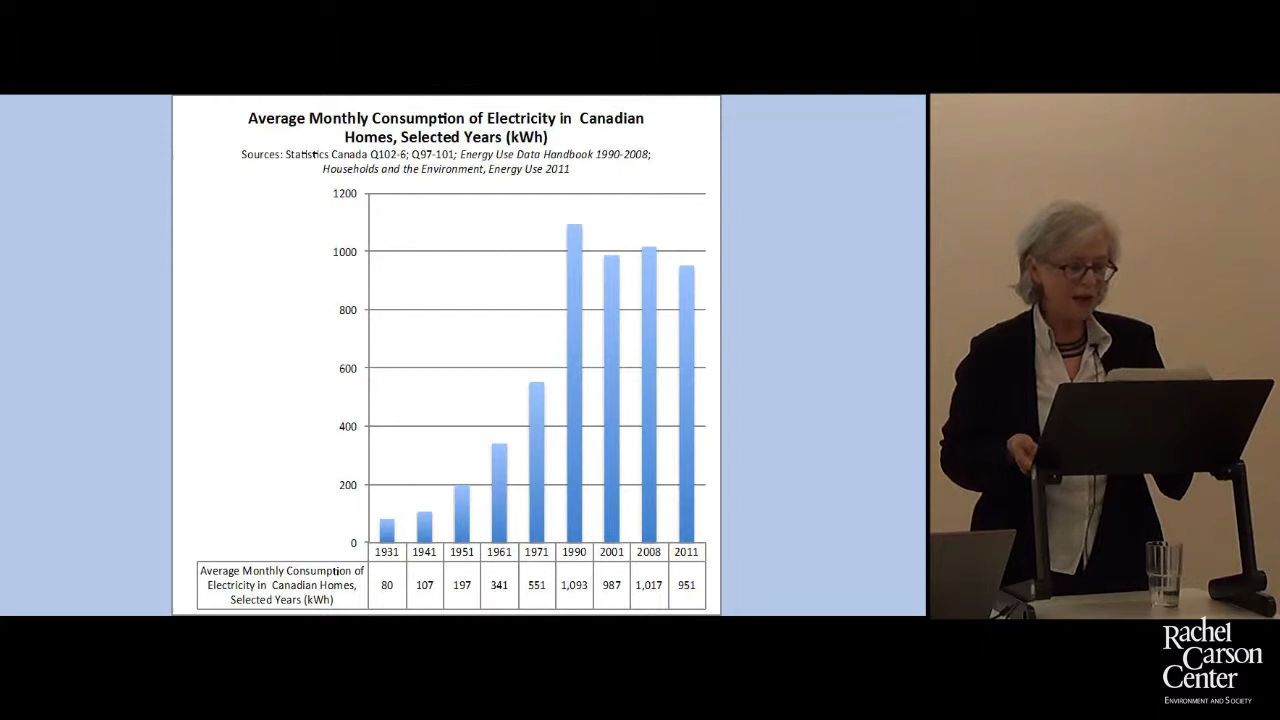 Average Monthly Consumption of Electricity in Canadian
Homes, Selected Years (kWh)
Sources: Statistics Canada Q102-6; Q97-101; Energy Use Data Handbook 1990-2008;
Households and the Environment, Energy Use 2011
1200
1000
800
600
400
200
0
1931 1941 1951 1961 1971 1990 2001 2008 2011
Average Monthly Consumption of
Electricity in Canadian Homes,
Selected Years (kWh)
80 107 197 341 551 1,093 987 1,017 951
Rachel
Carson
Center
Environment and Society